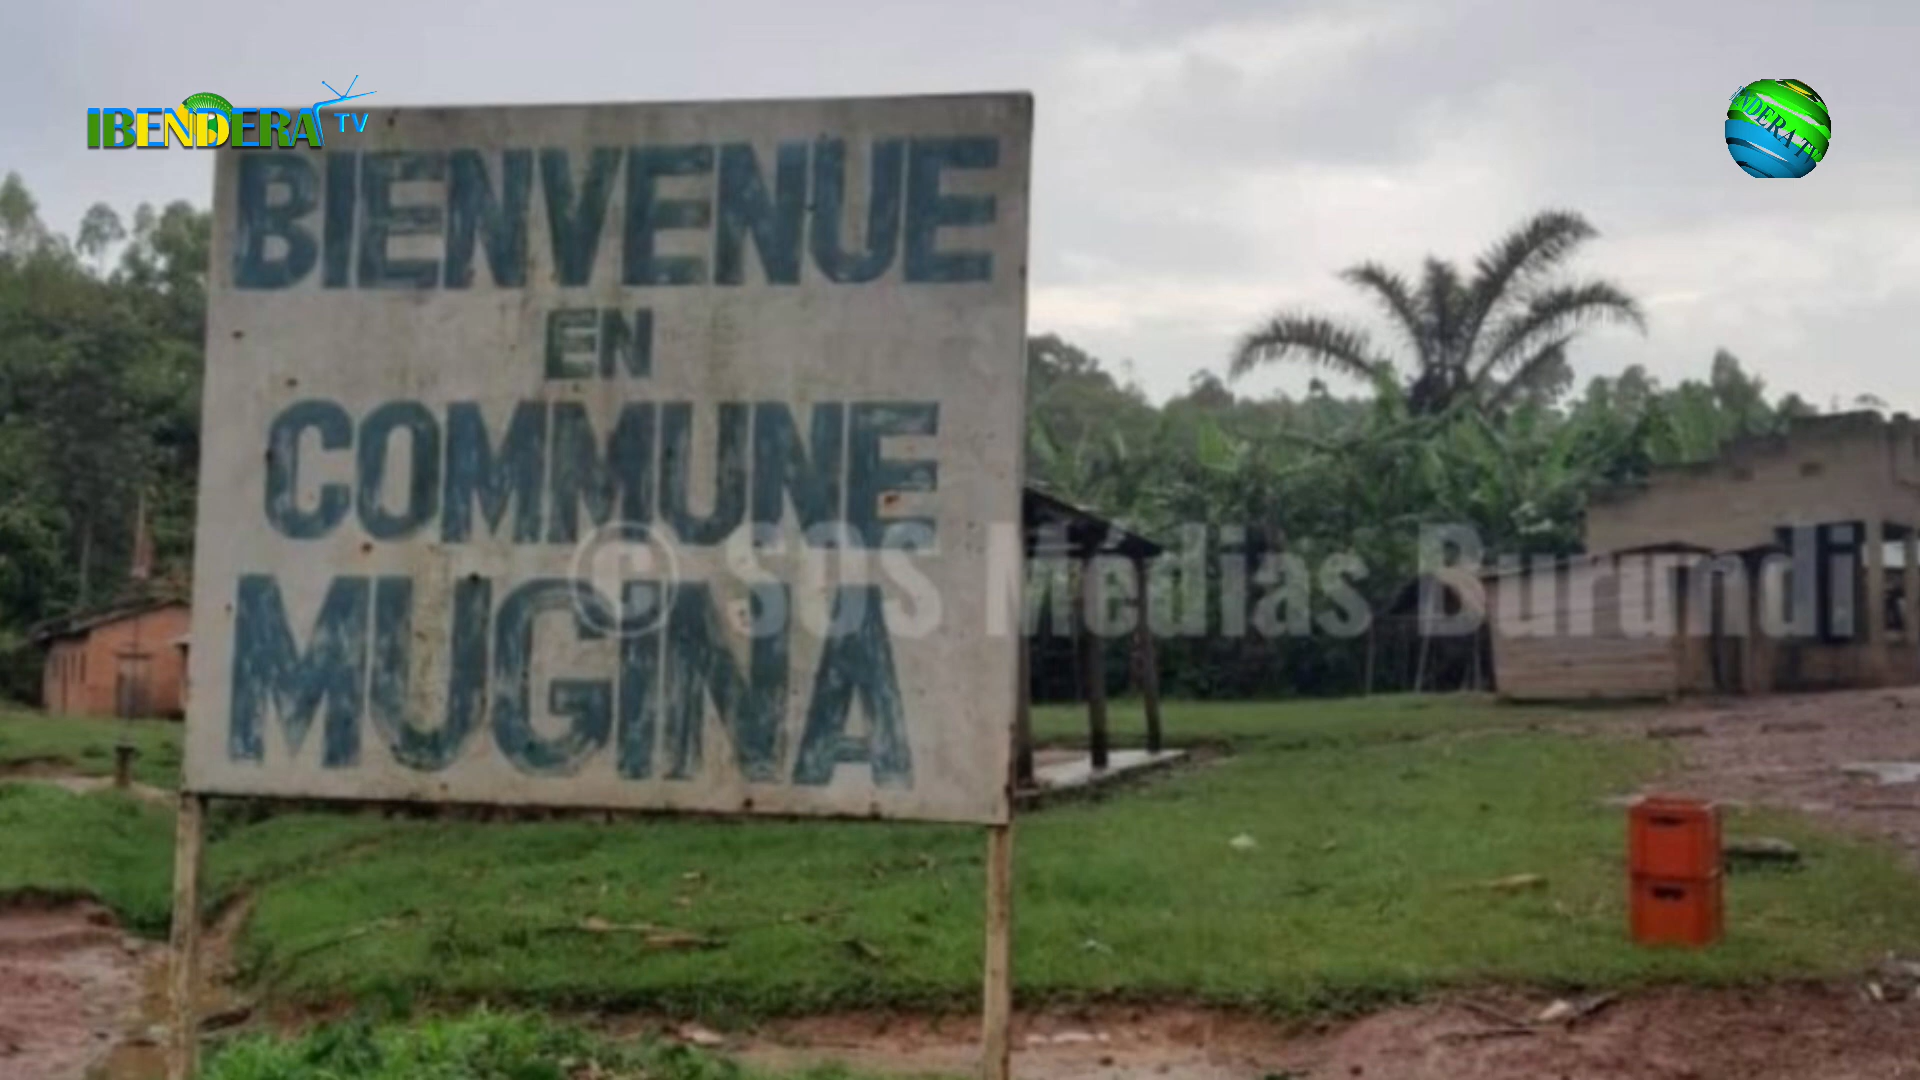 IBENDERA TV
BIENVENUE
EN
COMMUNE
MUGINA
© SOS Médias Burundi